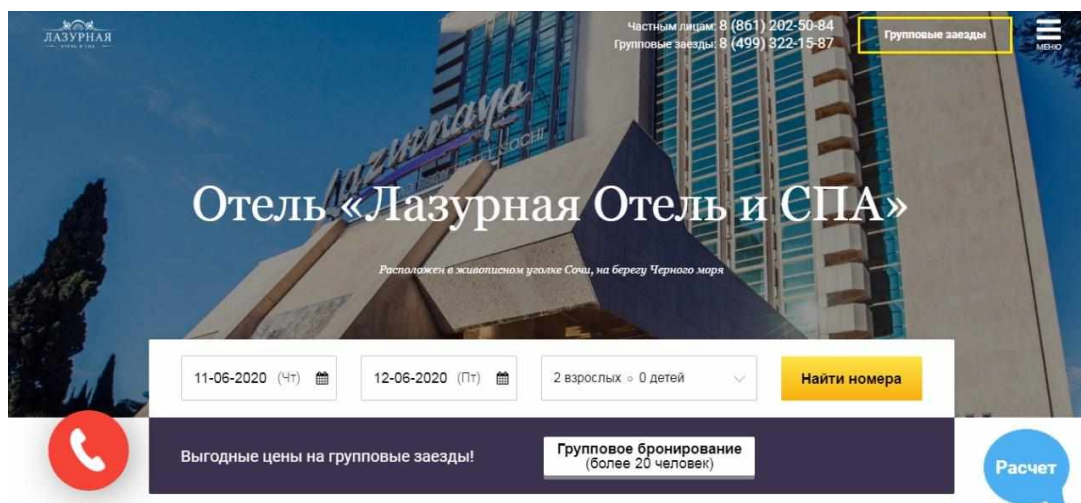 ЛАЗУРНАЯ
Частным лицам: 8 (861) 202-50-84
Групповые заезды: 8 (499) 322-15-87
Групповые заезды
МЕНЮ
Lazurnaya
HOTEL SOCHI
Отель «Лазурная Отель и СПА»
Расположен в живописном уголке Сочи, на берегу Черного моря
11-06-2020 (Чт)
12-06-2020 (Пт)
2 взрослых ○ 0 детей
Найти номера
Выгодные цены на групповые заезды!
Групповое бронирование
(более 20 человек)
Расчет